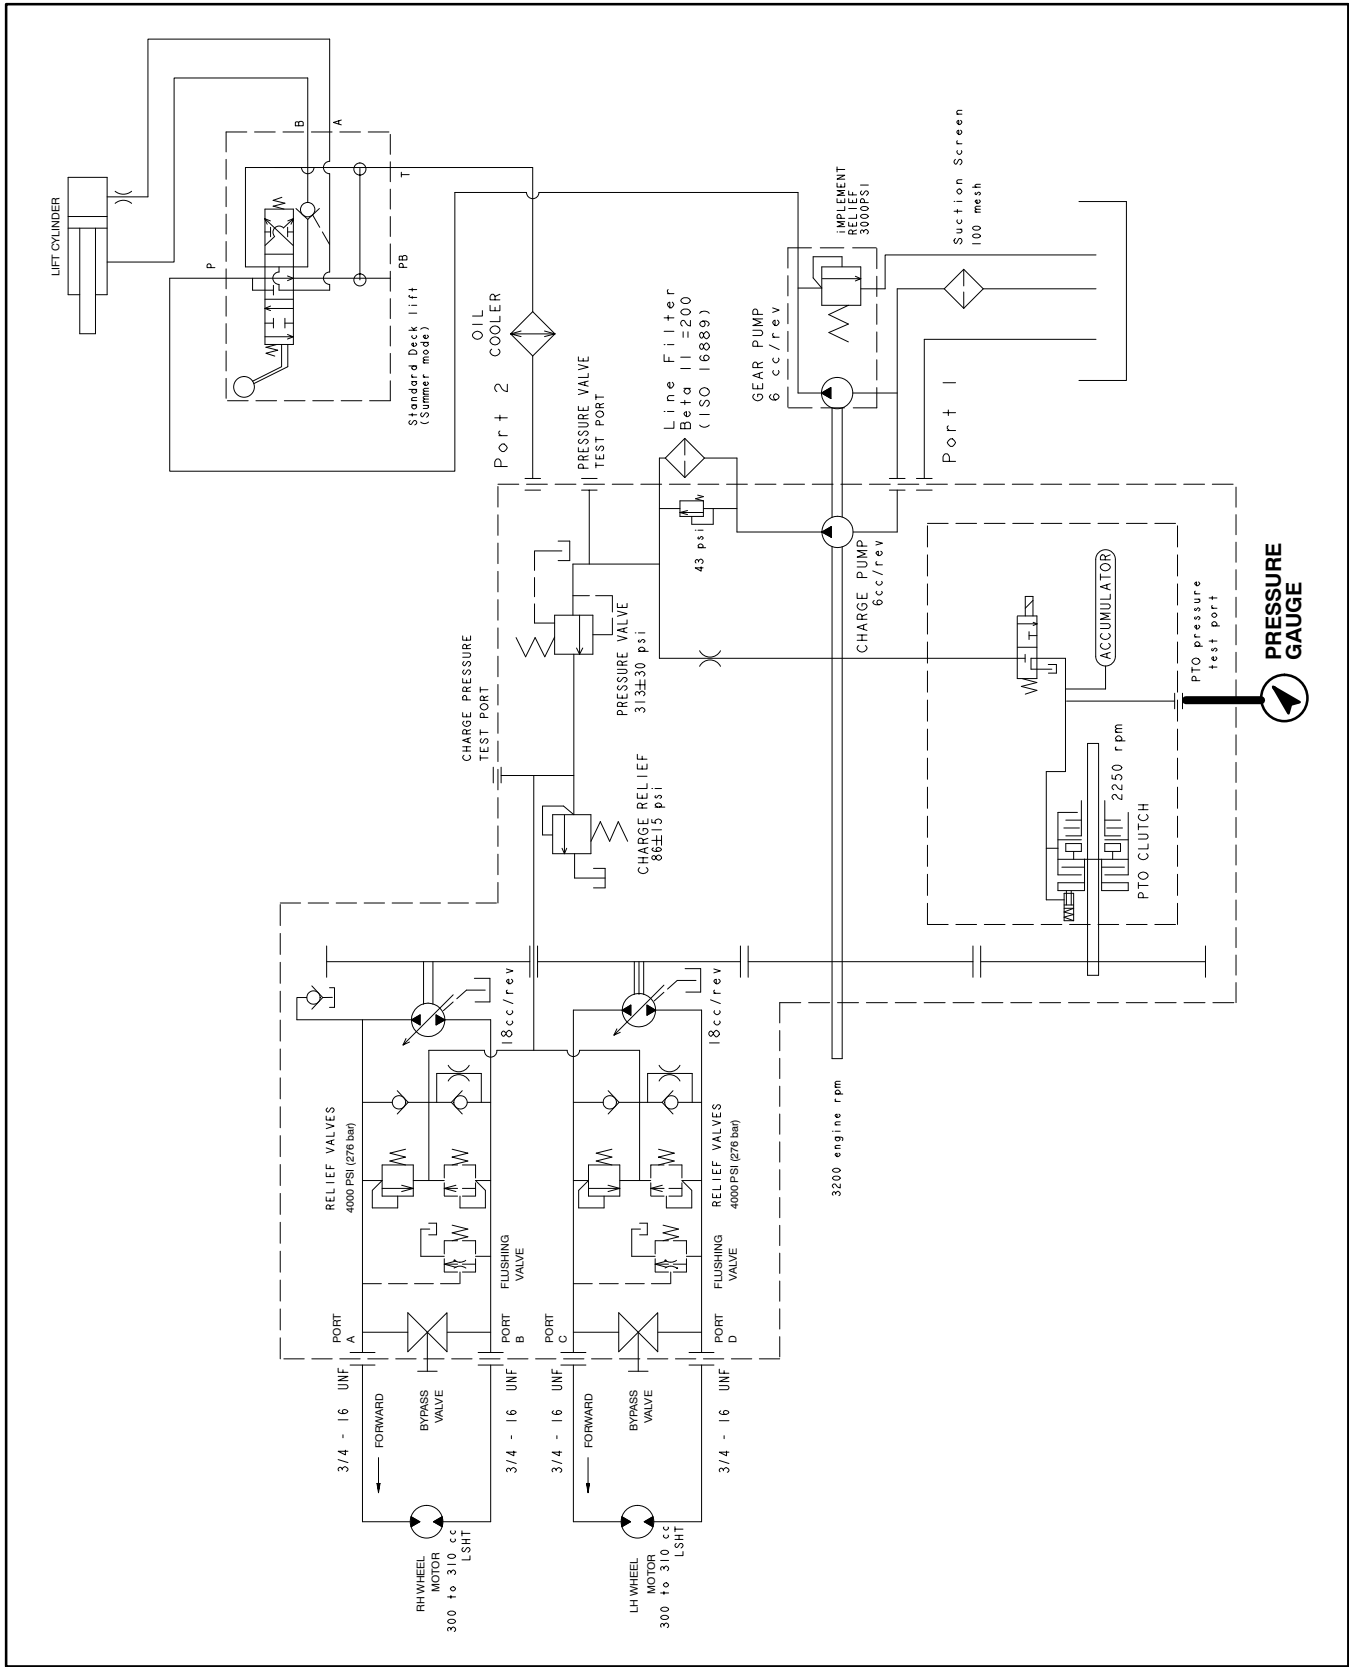 LIFT CYLINDER
B
A
P
T
PB
Standard Deck lift
(Summer mode)
OIL
COOLER
Port 2
PRESSURE VALVE
TEST PORT
Line Filter
Beta 11 =200
(ISO 16889)
43 psi
iMPLEMENT
RELIEF
3000PSI
GEAR PUMP
6 cc/rev
Suction Screen
100 mesh
Port 1
CHARGE PRESSURE
TEST PORT
PRESSURE VALVE
313±30 psi
CHARGE RELIEF
86±15 psi
CHARGE PUMP
6cc/rev
ACCUMULATOR
PTO pressure
test port
PRESSURE
GAUGE
2250 rpm
PTO CLUTCH
18cc/rev
18cc/rev
3200 engine rpm
RELIEF VALVES
4000 PSI (276 bar)
RELIEF VALVES
4000 PSI (276 bar)
FLUSHING
VALVE
FLUSHING
VALVE
PORT
A
PORT
B
PORT
C
PORT
D
3/4 - 16 UNF
3/4 - 16 UNF
3/4 - 16 UNF
3/4 - 16 UNF
FORWARD
BYPASS
VALVE
FORWARD
BYPASS
VALVE
RH WHEEL
MOTOR
300 to 310 cc
LSHT
LH WHEEL
MOTOR
300 to 310 cc
LSHT